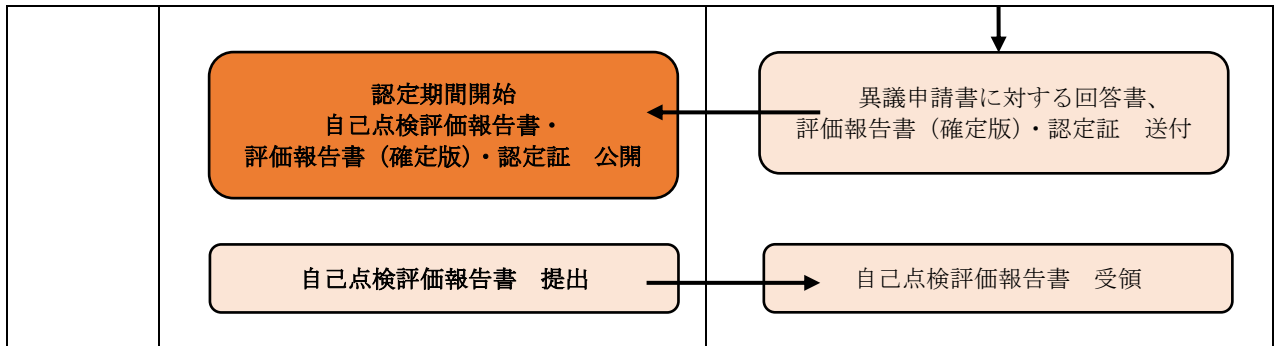 認定期間開始
自己点検評価報告書・
評価報告書（確定版）・認定証　公開
異議申請書に対する回答書、
評価報告書（確定版）・認定証　送付
自己点検評価報告書　提出
自己点検評価報告書　受領